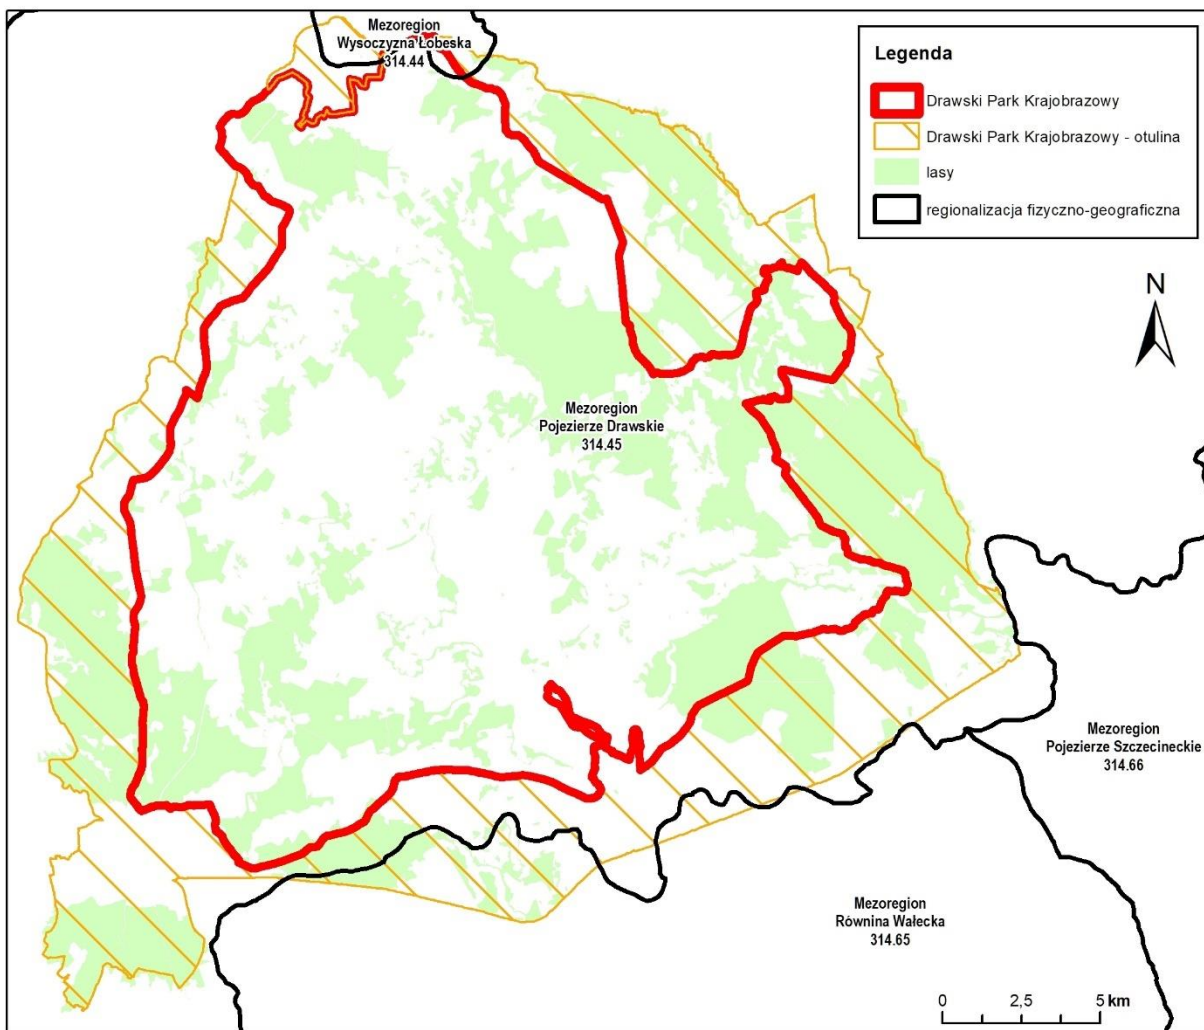 Mezoregion
Wysoczyzna Łobeska
314.44
Legenda
Drawski Park Krajobrazowy
Drawski Park Krajobrazowy - otulina
lasy
regionalizacja fizyczno-geograficzna
N
Mezoregion
Pojezierze Drawskie
314.45
Mezoregion
Pojezierze Szczecineckie
314.66
Mezoregion
Równina Wałecka
314.65
0 2,5 5 km